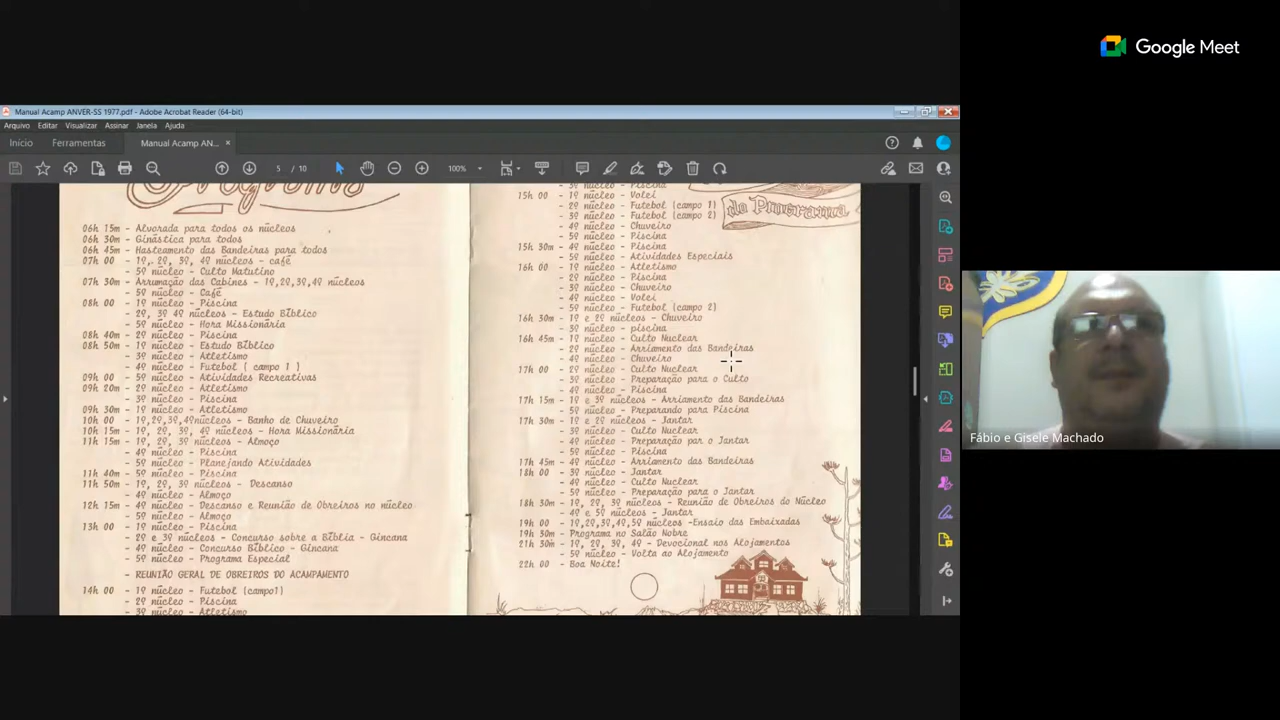 Google Meet
Manual Acamp ANVER-SS 1977.pdf - Adobe Acrobat Reader (64-bit)
Arquivo Editar Visualizar Assinar Janela Ajuda
Início Ferramentas Manual Acamp AN... ×
5 / 10 100%
Programa
06h 15m - Alvorada para todos os núcleos
06h 30m - Ginástica para todos
06h 45m - Hasteamento das Bandeiras para todos
07h 00 - 1º, 2º, 3º, 4º núcleos - café
- 5º núcleo - Culto Matutino
07h 30m - Arrumação das Cabines - 1º,2º,3º,4º núcleos
- 5º núcleo - Café
08h 00 - 1º núcleo - Piscina
- 2º, 3º 4º núcleos - Estudo Bíblico
- 5º núcleo - Hora Missionária
08h 40m - 2º núcleo - Piscina
08h 50m - 1º núcleo - Estudo Bíblico
- 3º núcleo - Atletismo
- 4º núcleo - Futebol ( campo 1 )
09h 00 - 5º núcleo - Atividades Recreativas
09h 20m - 2º núcleo - Atletismo
- 3º núcleo - Piscina
09h 30m - 1º núcleo - Atletismo
10h 00 - 1º,2º,3º,4ºnúcleos - Banho de Chuveiro
10h 15m - 1º, 2º, 3º, 4º núcleos - Hora Missionária
11h 15m - 1º, 2º, 3º núcleos - Almoço
- 4º núcleo - Piscina
- 5º núcleo - Planejando Atividades
11h 40m - 5º núcleo - Piscina
11h 50m - 1º, 2º, 3º núcleos - Descanso
- 4º núcleo - Almoço
12h 15m - 4º núcleo - Descanso e Reunião de Obreiros no núcleo
- 5º núcleo - Almoço
13h 00 - 1º núcleo - Piscina
- 2º e 3º núcleos - Concurso sobre a Bíblia - Gincana
- 4º núcleo - Concurso Bíblico - Gincana
- 5º núcleo - Programa Especial
- REUNIÃO GERAL DE OBREIROS DO ACAMPAMENTO
14h 00 - 1º núcleo - Futebol (campo1)
- 2º núcleo - Piscina
- 3º núcleo - Atletismo
do Programa
- 3º núcleo - Piscina
15h 00 - 1º núcleo - Volei
- 2º núcleo - Futebol (campo 1)
- 3º núcleo - Futebol (campo 2)
- 4º núcleo - Chuveiro
- 5º núcleo - Piscina
15h 30m - 4º núcleo - Piscina
- 5º núcleo - Atividades Especiais
16h 00 - 1º núcleo - Atletismo
- 2º núcleo - Piscina
- 3º núcleo - Chuveiro
- 4º núcleo - Volei
- 5º núcleo - Futebol (campo 2)
16h 30m - 1º e 2º núcleos - Chuveiro
- 3º núcleo - piscina
16h 45m - 1º núcleo - Culto Nuclear
- 2º núcleo - Arriamento das Bandeiras
- 4º núcleo - Chuveiro
17h 00 - 2º núcleo - Culto Nuclear
- 3º núcleo - Preparação para o Culto
- 4º núcleo - Piscina
17h 15m - 1º e 3º núcleos - Arriamento das Bandeiras
- 5º núcleo - Preparando para Piscina
17h 30m - 1º e 2º núcleos - Jantar
- 3º núcleo - Culto Nuclear
- 4º núcleo - Preparação par o Jantar
- 5º núcleo - Piscina
17h 45m - 4º núcleo - Arriamento das Bandeiras
18h 00 - 3º núcleo - Jantar
- 4º núcleo - Culto Nuclear
- 5º núcleo - Preparação para o Jantar
18h 30m - 1º, 2º, 3º núcleos - Reunião de Obreiros do Núcleo
- 4º e 5º núcleos - Jantar
19h 00 - 1º,2º,3º,4º,5º núcleos -Ensaio das Embaixadas
19h 30m - Programa no Salão Nobre
21h 30m - 1º, 2º, 3º, 4º - Devocional nos Alojamentos
- 5º núcleo - Volta ao Alojamento
22h 00 - Boa Noite!
Fábio e Gisele Machado